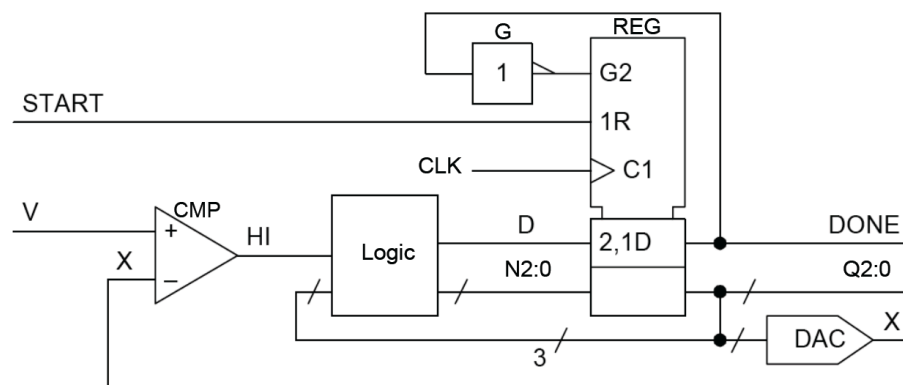 G REG
1 G2
START 1R
CLK C1
V CMP + HI Logic D 2,1D DONE
X − N2:0 Q2:0
3 DAC X